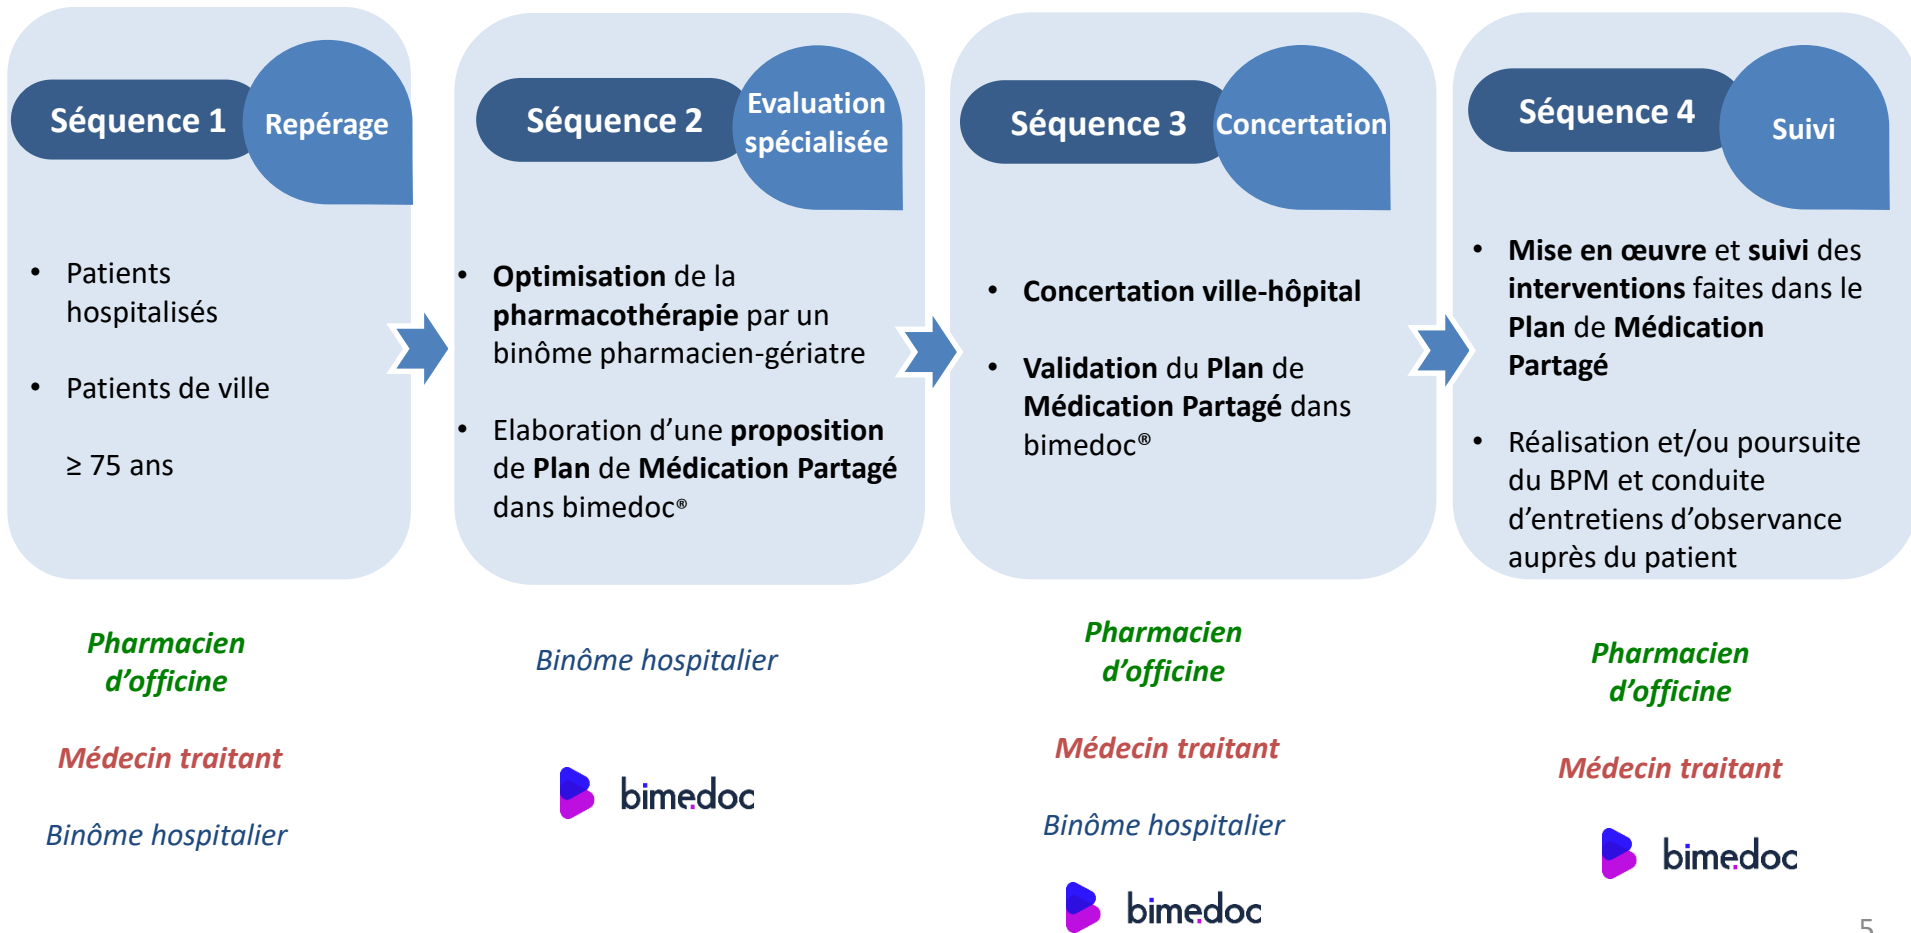 Séquence 1
Repérage
• Patients
hospitalisés
• Patients de ville
≥ 75 ans
Pharmacien
d’officine
Médecin traitant
Binôme hospitalier
Séquence 2
Evaluation
spécialisée
• Optimisation de la
pharmacothérapie par un
binôme pharmacien-gériatre
• Elaboration d’une proposition
de Plan de Médication Partagé
dans bimedoc®
Binôme hospitalier
bimedoc
Séquence 3
Concertation
• Concertation ville-hôpital
• Validation du Plan de
Médication Partagé dans
bimedoc®
Pharmacien
d’officine
Médecin traitant
Binôme hospitalier
bimedoc
Séquence 4
Suivi
• Mise en œuvre et suivi des
interventions faites dans le
Plan de Médication
Partagé
• Réalisation et/ou poursuite
du BPM et conduite
d’entretiens d’observance
auprès du patient
Pharmacien
d’officine
Médecin traitant
bimedoc
5